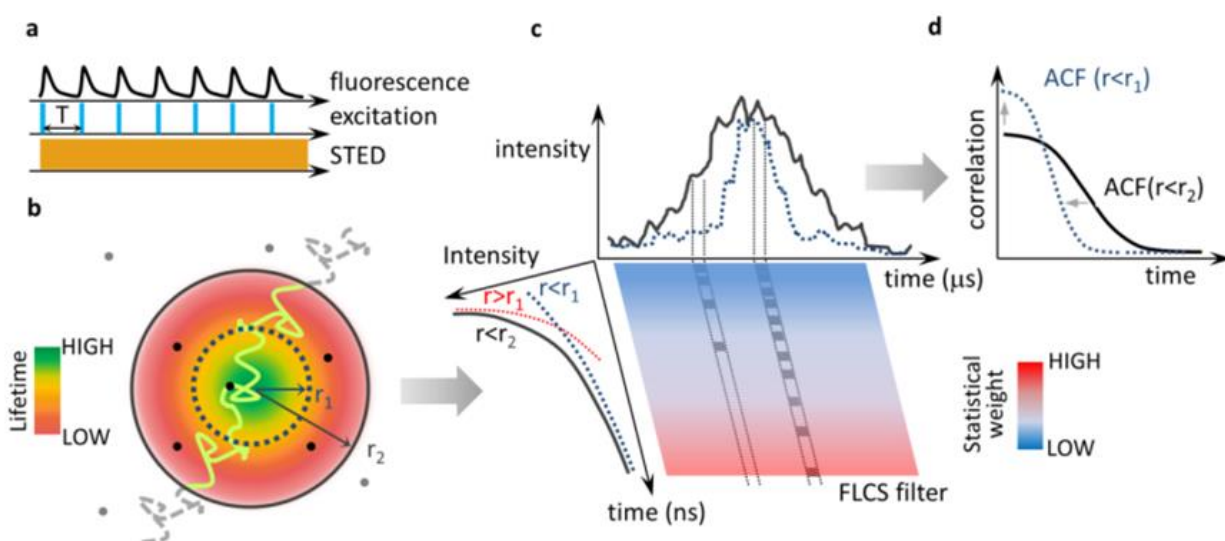 a
fluorescence
T
excitation
STED
b
Lifetime
HIGH
LOW
r1
r2
c
intensity
time (µs)
Intensity
r>r1
r<r1
r<r2
time (ns)
FLCS filter
d
correlation
ACF (r<r1)
ACF(r<r2)
time
Statistical
weight
HIGH
LOW